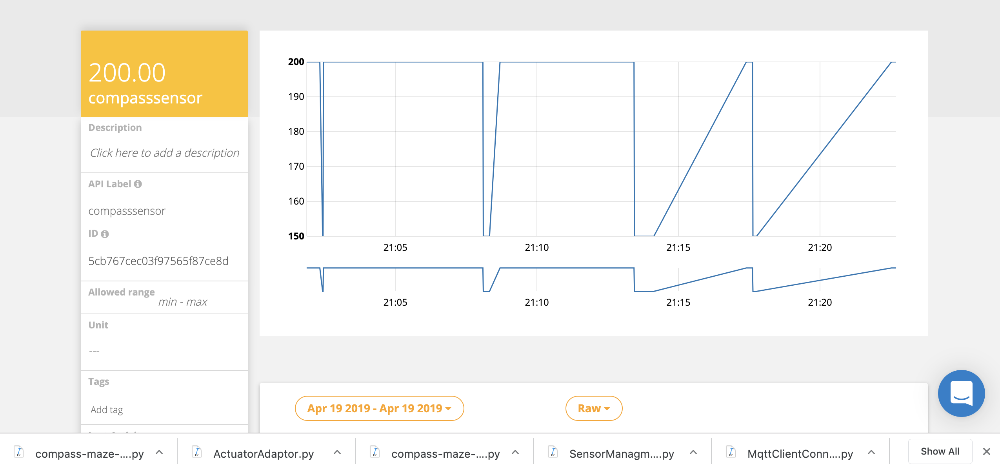 200.00
compasssensor
Description
Click here to add a description
API Label
compasssensor
ID
5cb767cec03f97565f87ce8d
Allowed range
min - max
Unit
---
Tags
Add tag
200
190
180
170
160
150
21:05 21:10 21:15 21:20
21:05 21:10 21:15 21:20
Apr 19 2019 - Apr 19 2019
Raw
compass-maze-....py
ActuatorAdaptor.py
compass-maze-....py
SensorManagm....py
MqttClientConn....py
Show All